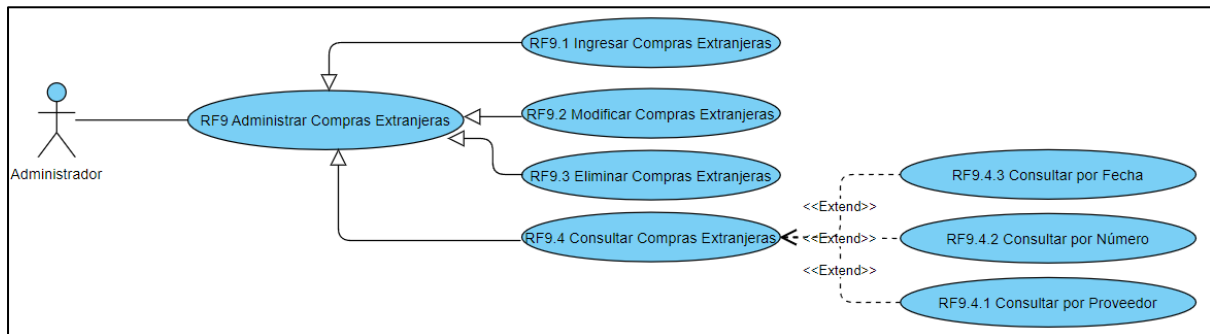 RF9.1 Ingresar Compras Extranjeras
RF9 Administrar Compras Extranjeras
RF9.2 Modificar Compras Extranjeras
Administrador
RF9.3 Eliminar Compras Extranjeras
RF9.4.3 Consultar por Fecha
<<Extend>>
RF9.4 Consultar Compras Extranjeras
<<Extend>>
RF9.4.2 Consultar por Número
<<Extend>>
RF9.4.1 Consultar por Proveedor